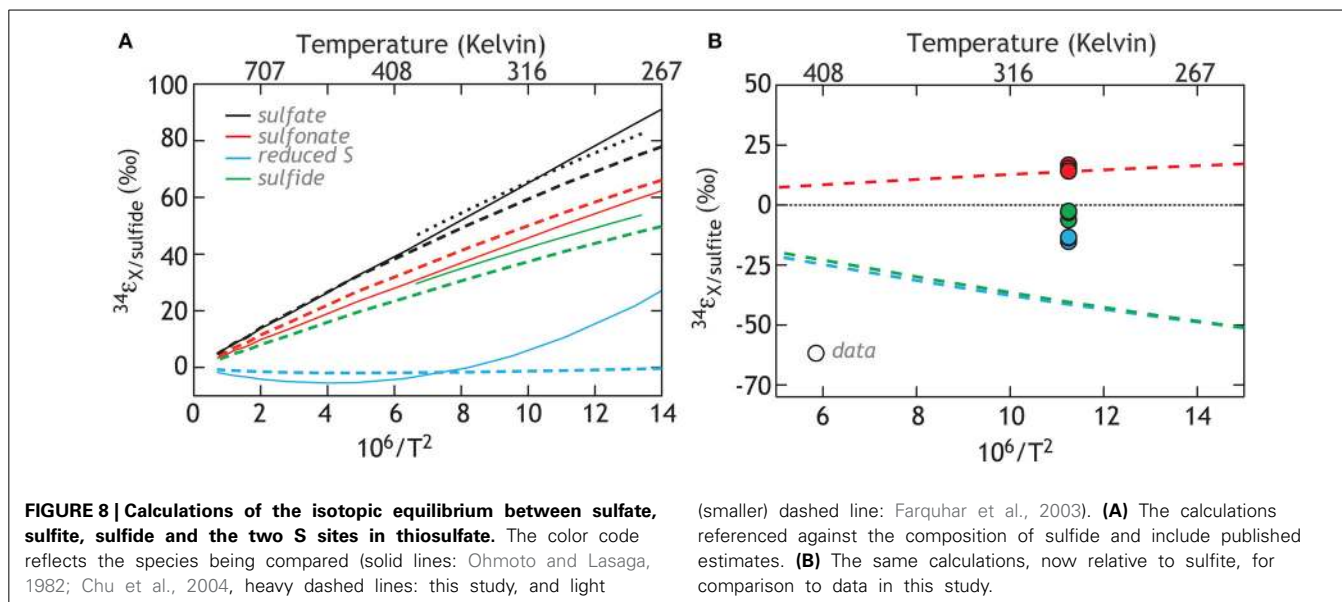 A
Temperature (Kelvin)
707 408 316 267
100
80
60
40
20
0
³⁴εX/sulfide (‰)
sulfate
sulfonate
reduced S
sulfide
0 2 4 6 8 10 12 14
10⁶/T²
B
Temperature (Kelvin)
408 316 267
50
25
0
-25
-50
-75
³⁴εX/sulfite (‰)
data
6 8 10 12 14
10⁶/T²
FIGURE 8 | Calculations of the isotopic equilibrium between sulfate,
sulfite, sulfide and the two S sites in thiosulfate. The color code
reflects the species being compared (solid lines: Ohmoto and Lasaga,
1982; Chu et al., 2004, heavy dashed lines: this study, and light
(smaller) dashed line: Farquhar et al., 2003). (A) The calculations
referenced against the composition of sulfide and include published
estimates. (B) The same calculations, now relative to sulfite, for
comparison to data in this study.